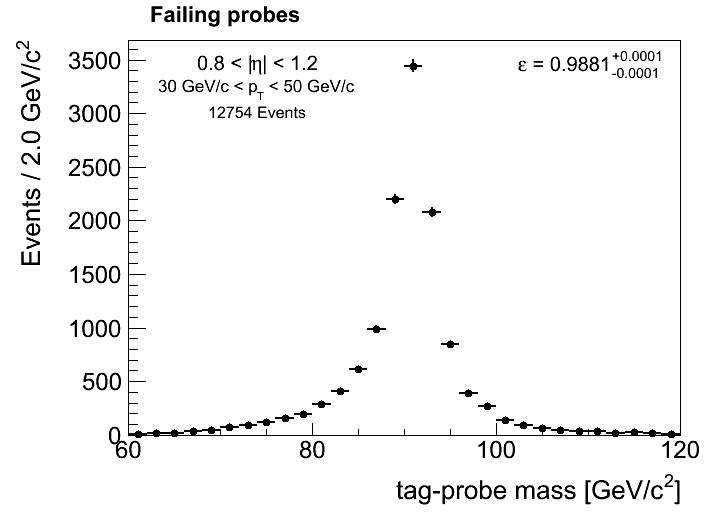 Failing probes
0.8 < |η| < 1.2
30 GeV/c < p_T < 50 GeV/c
12754 Events
ε = 0.9881 +0.0001 -0.0001
Events / 2.0 GeV/c²
3500
3000
2500
2000
1500
1000
500
0
60 80 100 120
tag-probe mass [GeV/c²]